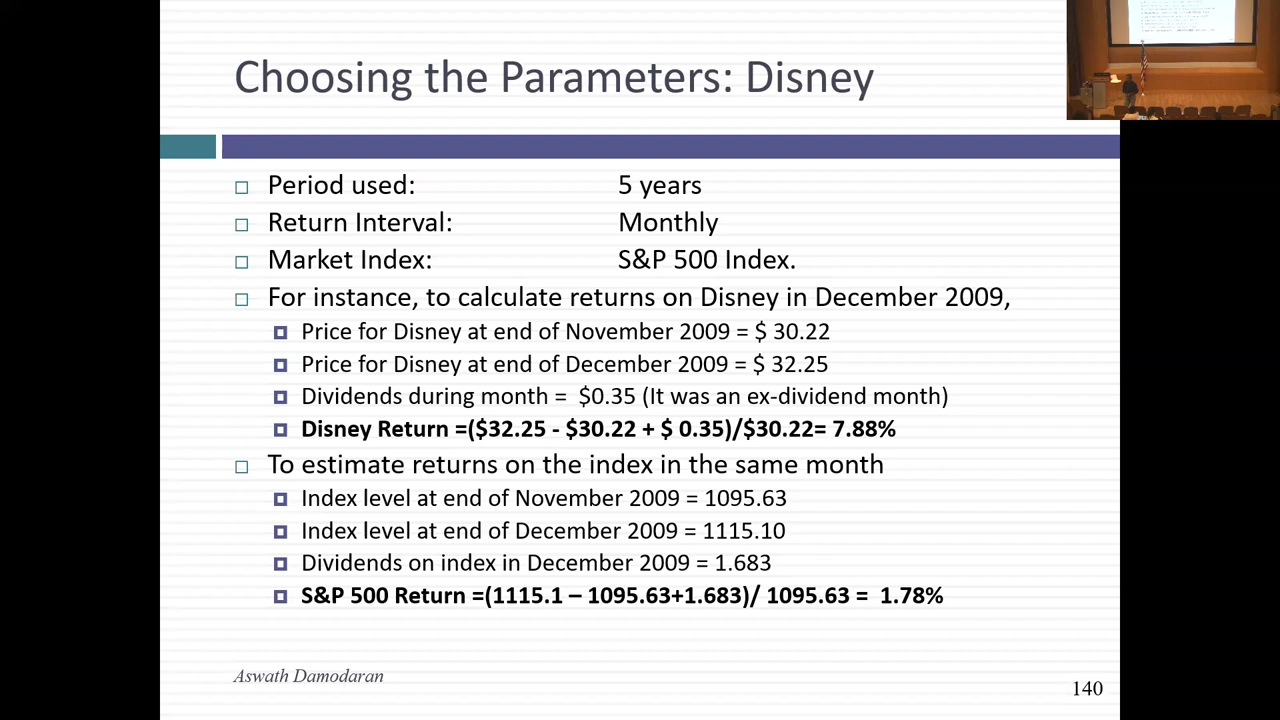 Choosing the Parameters: Disney
Period used: 5 years
Return Interval: Monthly
Market Index: S&P 500 Index.
For instance, to calculate returns on Disney in December 2009,
Price for Disney at end of November 2009 = $ 30.22
Price for Disney at end of December 2009 = $ 32.25
Dividends during month = $0.35 (It was an ex-dividend month)
Disney Return =($32.25 - $30.22 + $ 0.35)/$30.22= 7.88%
To estimate returns on the index in the same month
Index level at end of November 2009 = 1095.63
Index level at end of December 2009 = 1115.10
Dividends on index in December 2009 = 1.683
S&P 500 Return =(1115.1 – 1095.63+1.683)/ 1095.63 = 1.78%
Aswath Damodaran
140